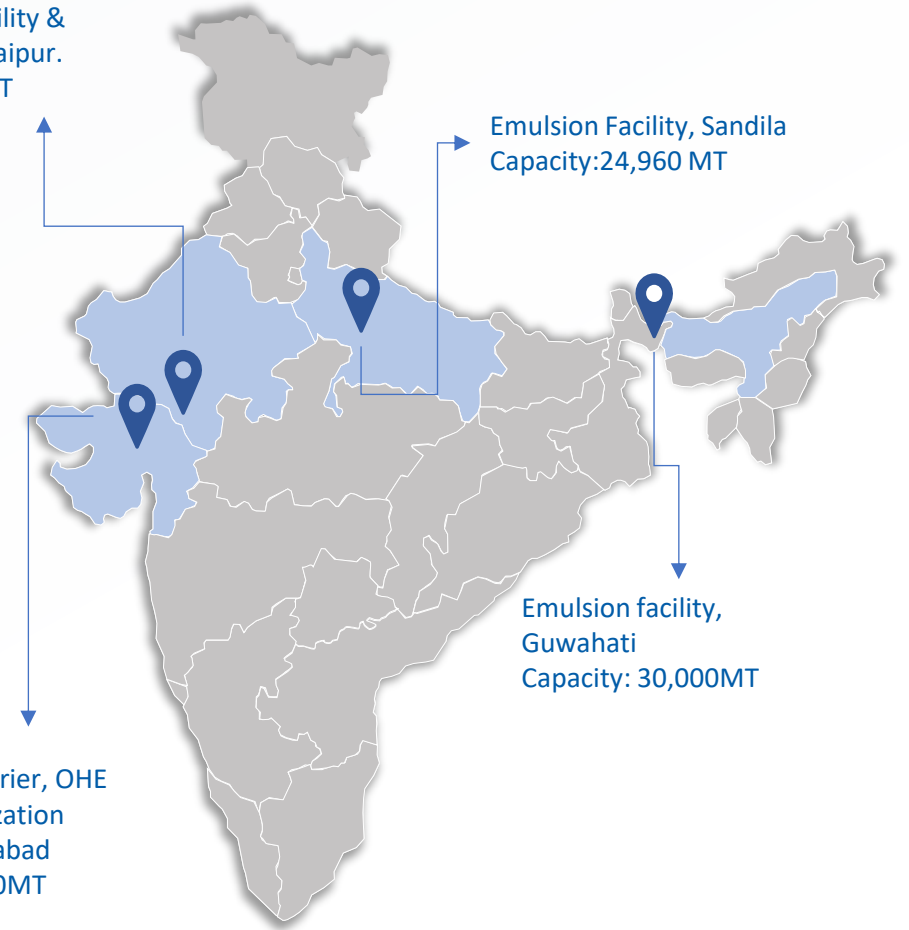 ility &
aipur.
T
Emulsion Facility, Sandila
Capacity:24,960 MT
Emulsion facility,
Guwahati
Capacity: 30,000MT
rier, OHE
zation
abad
0MT